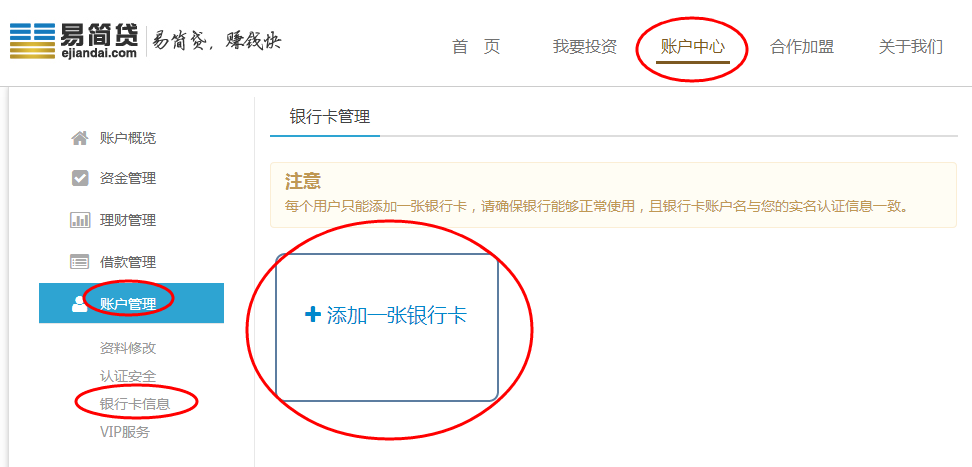 易简贷
ejiandai.com
易简贷，赚钱快
首 页 我要投资 账户中心 合作加盟 关于我们
账户概览
资金管理
理财管理
借款管理
账户管理
资料修改
认证安全
银行卡信息
VIP服务
银行卡管理
注意
每个用户只能添加一张银行卡，请确保银行能够正常使用，且银行卡账户名与您的实名认证信息一致。
添加一张银行卡